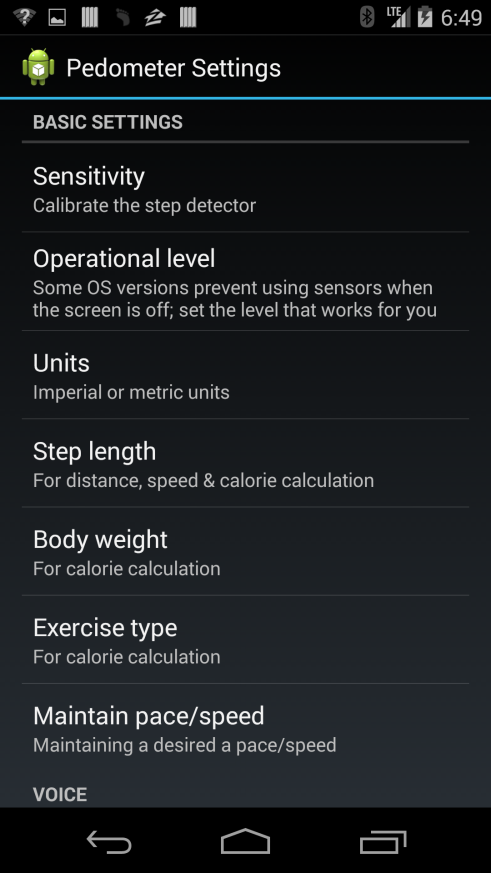 LTE 6:49
Pedometer Settings
BASIC SETTINGS
Sensitivity
Calibrate the step detector
Operational level
Some OS versions prevent using sensors when
the screen is off; set the level that works for you
Units
Imperial or metric units
Step length
For distance, speed & calorie calculation
Body weight
For calorie calculation
Exercise type
For calorie calculation
Maintain pace/speed
Maintaining a desired a pace/speed
VOICE